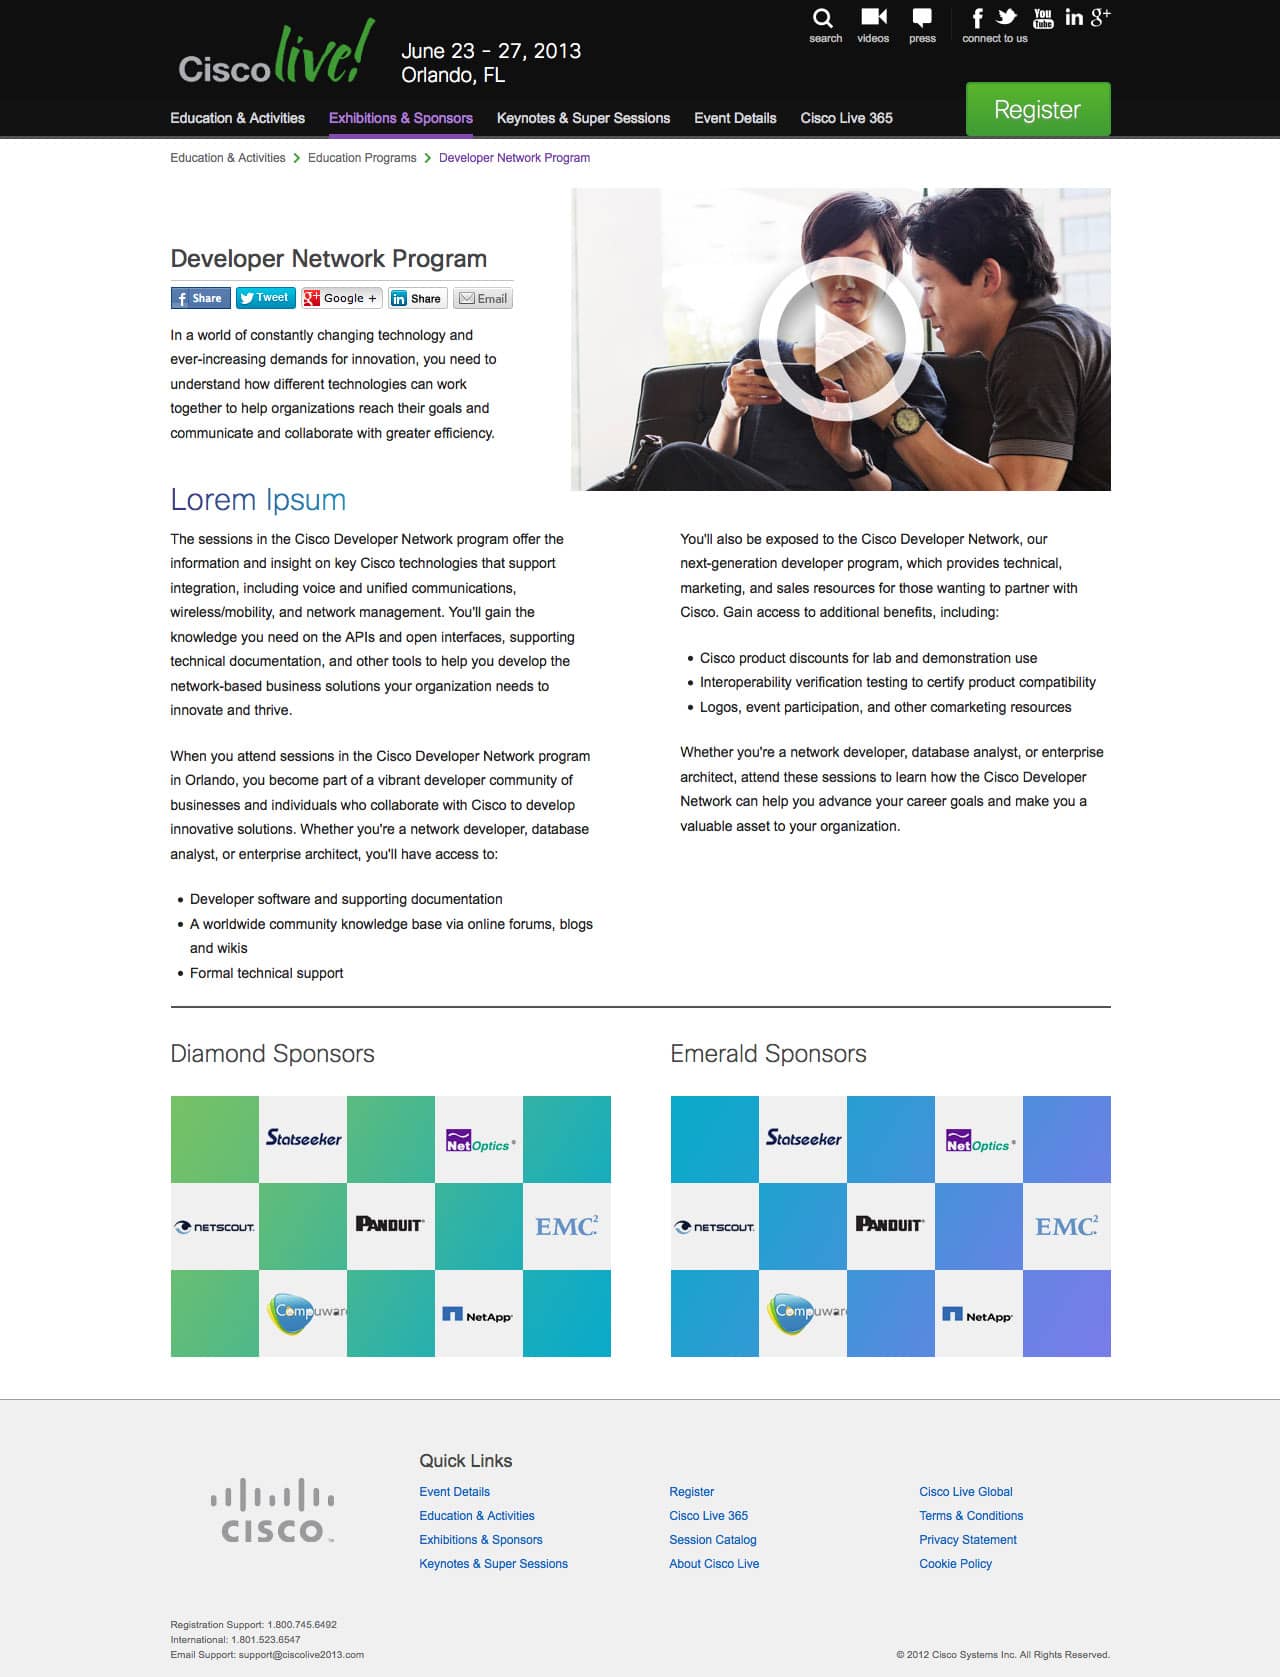 Cisco live!
June 23 - 27, 2013
Orlando, FL
search
videos
press
You
Tube
in
g+
connect to us
Education & Activities
Exhibitions & Sponsors
Keynotes & Super Sessions
Event Details
Cisco Live 365
Register
Education & Activities
Education Programs
Developer Network Program
Developer Network Program
f Share
Tweet
g+ Google +
in Share
Email
In a world of constantly changing technology and
ever-increasing demands for innovation, you need to
understand how different technologies can work
together to help organizations reach their goals and
communicate and collaborate with greater efficiency.
Lorem Ipsum
The sessions in the Cisco Developer Network program offer the
information and insight on key Cisco technologies that support
integration, including voice and unified communications,
wireless/mobility, and network management. You'll gain the
knowledge you need on the APIs and open interfaces, supporting
technical documentation, and other tools to help you develop the
network-based business solutions your organization needs to
innovate and thrive.
When you attend sessions in the Cisco Developer Network program
in Orlando, you become part of a vibrant developer community of
businesses and individuals who collaborate with Cisco to develop
innovative solutions. Whether you're a network developer, database
analyst, or enterprise architect, you'll have access to:
• Developer software and supporting documentation
• A worldwide community knowledge base via online forums, blogs
and wikis
• Formal technical support
You'll also be exposed to the Cisco Developer Network, our
next-generation developer program, which provides technical,
marketing, and sales resources for those wanting to partner with
Cisco. Gain access to additional benefits, including:
• Cisco product discounts for lab and demonstration use
• Interoperability verification testing to certify product compatibility
• Logos, event participation, and other comarketing resources
Whether you're a network developer, database analyst, or enterprise
architect, attend these sessions to learn how the Cisco Developer
Network can help you advance your career goals and make you a
valuable asset to your organization.
Diamond Sponsors
Statseeker
NetOptics®
NETSCOUT.
PANDUIT®
EMC²
Compuware
NetApp®
Emerald Sponsors
Statseeker
NetOptics®
NETSCOUT.
PANDUIT®
EMC²
Compuware
NetApp®
CISCO™
Quick Links
Event Details
Education & Activities
Exhibitions & Sponsors
Keynotes & Super Sessions
Register
Cisco Live 365
Session Catalog
About Cisco Live
Cisco Live Global
Terms & Conditions
Privacy Statement
Cookie Policy
Registration Support: 1.800.745.6492
International: 1.801.523.6547
Email Support: support@ciscolive2013.com
© 2012 Cisco Systems Inc. All Rights Reserved.